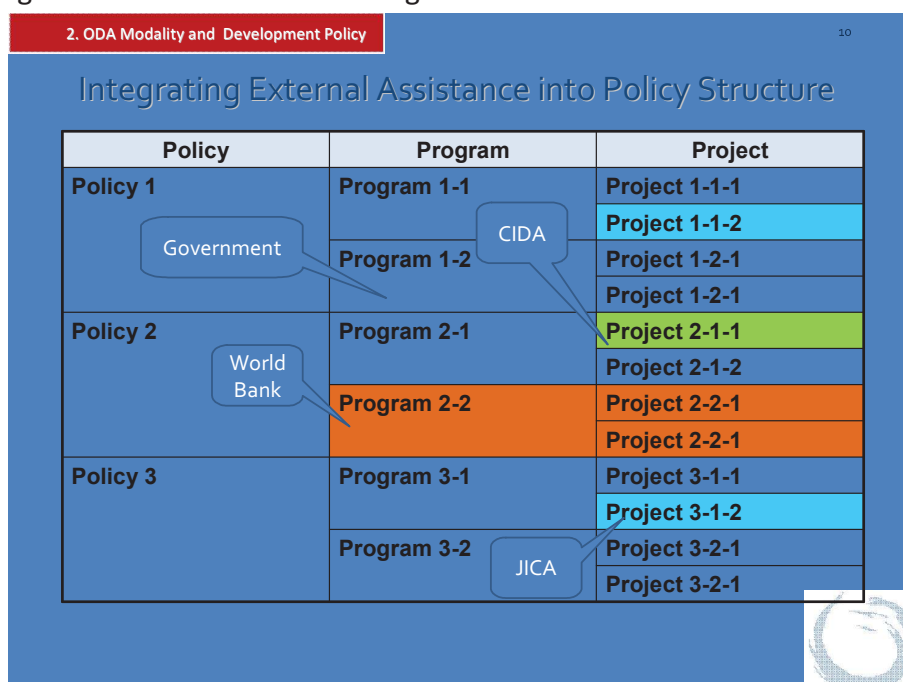 2. ODA Modality and Development Policy
10
Integrating External Assistance into Policy Structure
Policy Program Project
Policy 1 Program 1-1 Project 1-1-1
Project 1-1-2
CIDA
Government
Program 1-2 Project 1-2-1
Project 1-2-1
Policy 2 Program 2-1 Project 2-1-1
Project 2-1-2
World
Bank
Program 2-2 Project 2-2-1
Project 2-2-1
Policy 3 Program 3-1 Project 3-1-1
Project 3-1-2
Program 3-2 Project 3-2-1
JICA
Project 3-2-1